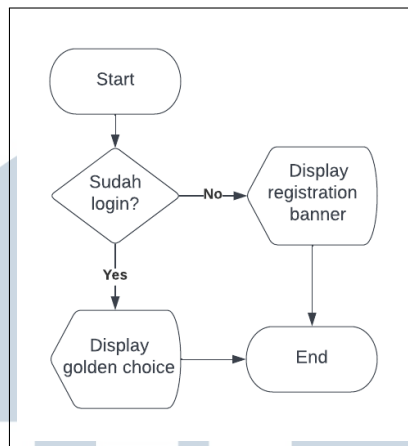 Start
Sudah
login?
No
Display
registration
banner
Yes
Display
golden choice
End